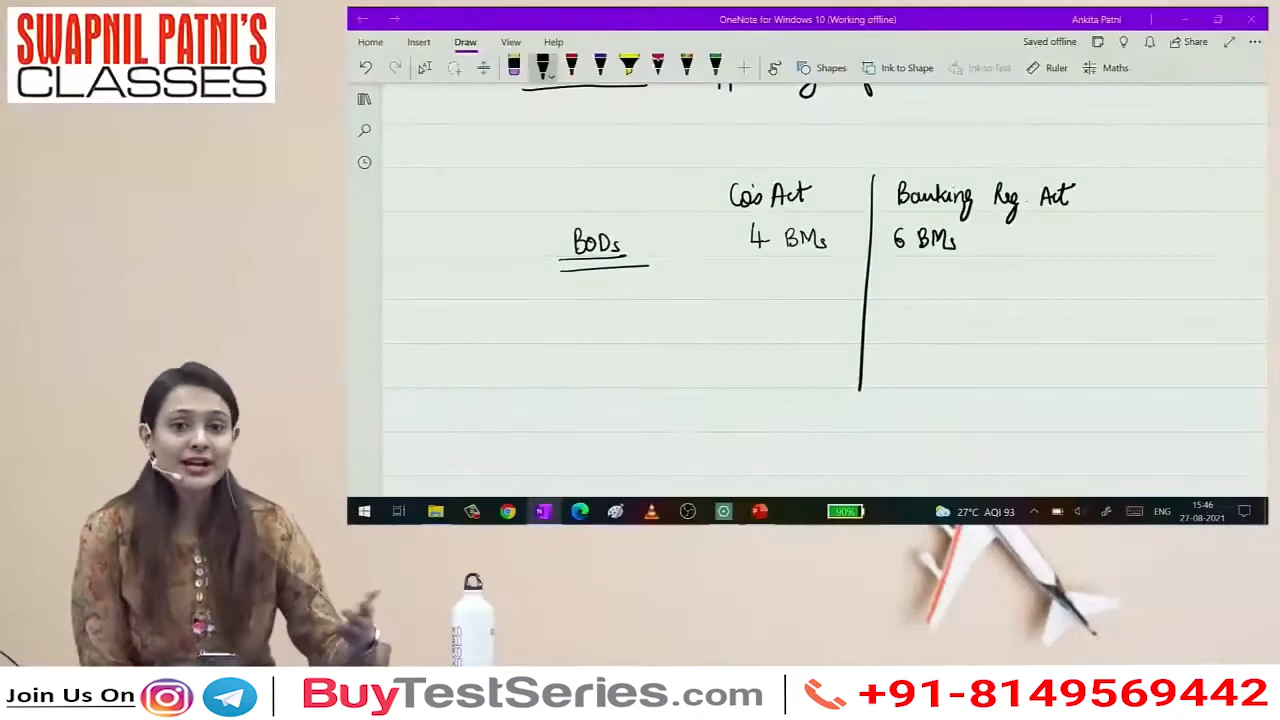 SWAPNIL PATNI'S
CLASSES
OneNote for Windows 10 (Working offline)
Ankita Patni
Home Insert Draw View Help
Saved offline
Share
Shapes
Ink to Shape
Ink to Text
Ruler
Maths
Co's Act
Banking Reg. Act
BODs
4 BMs
6 BMs
90%
27°C AQI 93
ENG
15:46
27-08-2021
Join Us On
BuyTestSeries.com
+91-8149569442